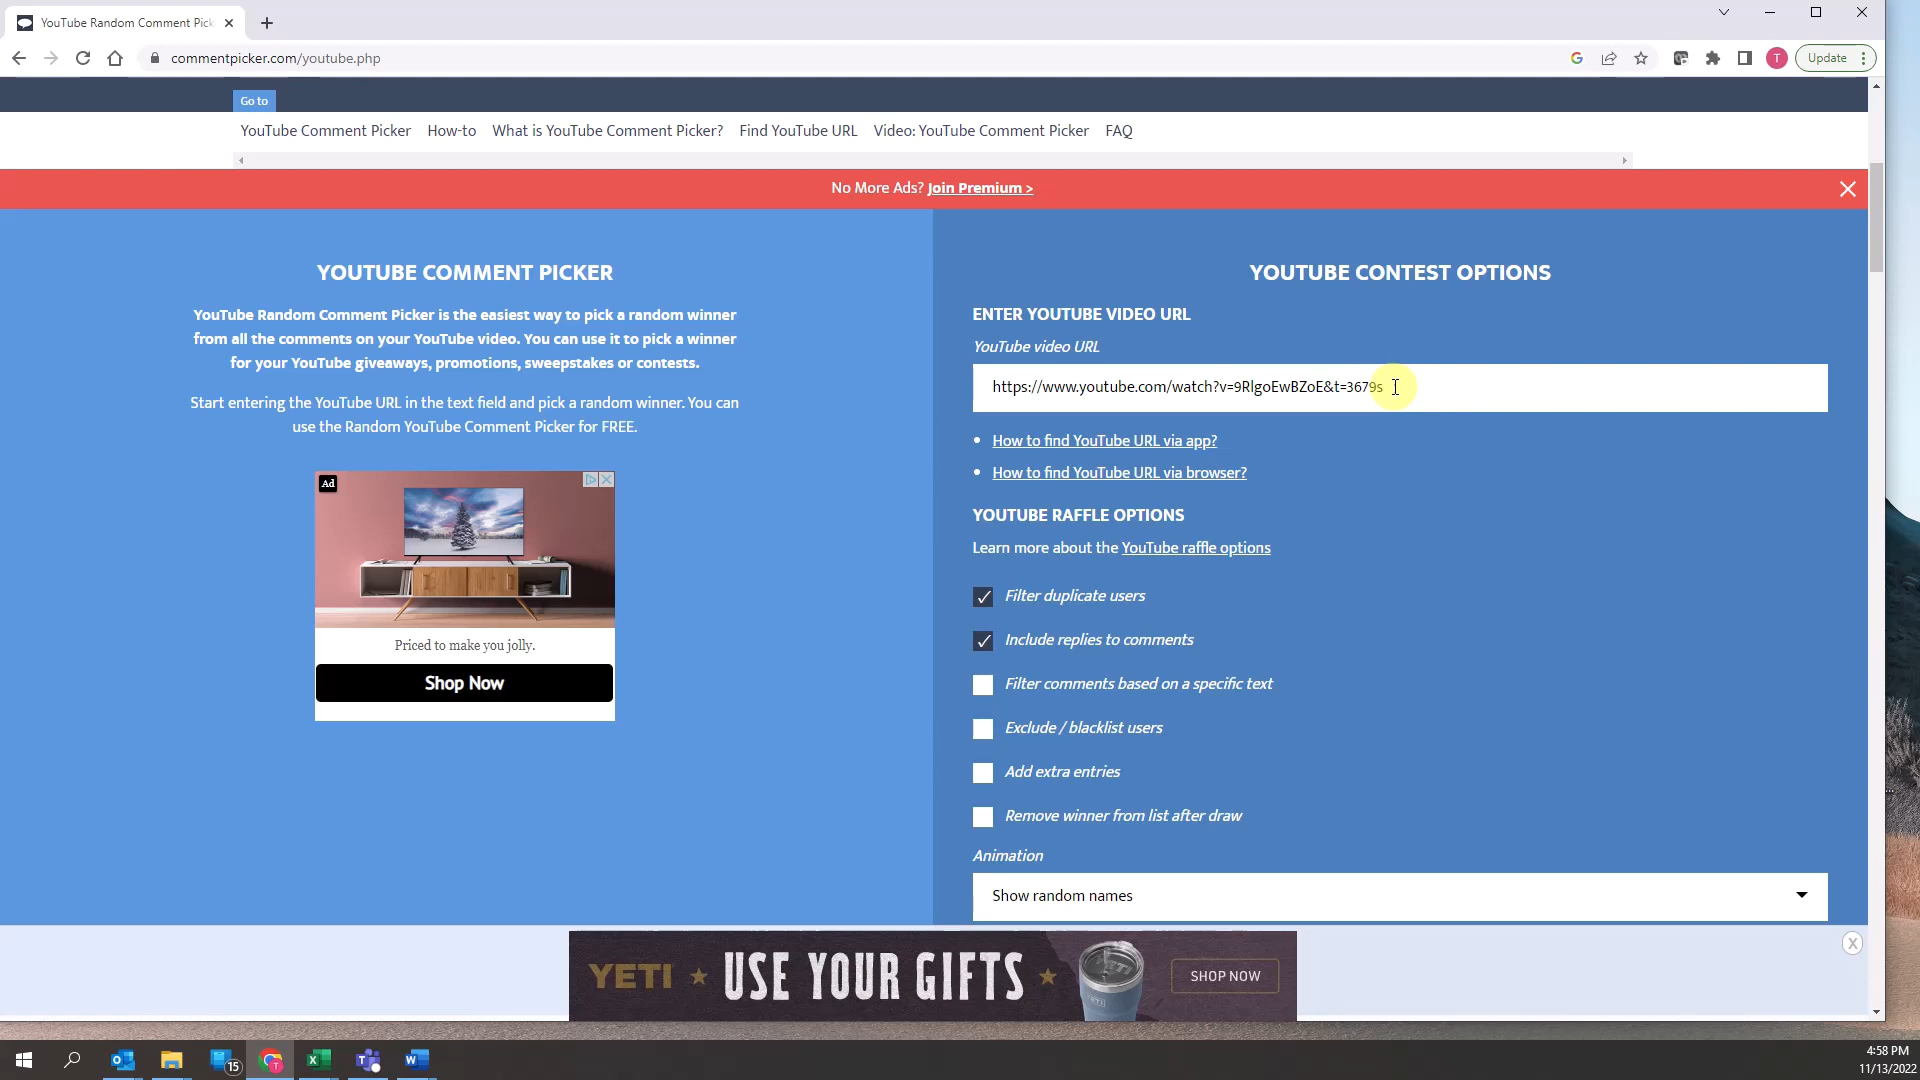 YouTube Random Comment Pick
commentpicker.com/youtube.php
T
Update
Go to
YouTube Comment Picker How-to What is YouTube Comment Picker? Find YouTube URL Video: YouTube Comment Picker FAQ
No More Ads? Join Premium >
YOUTUBE COMMENT PICKER
YouTube Random Comment Picker is the easiest way to pick a random winner
from all the comments on your YouTube video. You can use it to pick a winner
for your YouTube giveaways, promotions, sweepstakes or contests.
Start entering the YouTube URL in the text field and pick a random winner. You can
use the Random YouTube Comment Picker for FREE.
Ad
Priced to make you jolly.
Shop Now
YOUTUBE CONTEST OPTIONS
ENTER YOUTUBE VIDEO URL
YouTube video URL
https://www.youtube.com/watch?v=9RlgoEwBZoE&t=3679s
How to find YouTube URL via app?
How to find YouTube URL via browser?
YOUTUBE RAFFLE OPTIONS
Learn more about the YouTube raffle options
Filter duplicate users
Include replies to comments
Filter comments based on a specific text
Exclude / blacklist users
Add extra entries
Remove winner from list after draw
Animation
Show random names
YETI ★ USE YOUR GIFTS ★ YETI SHOP NOW
X
15
4:58 PM
11/13/2022